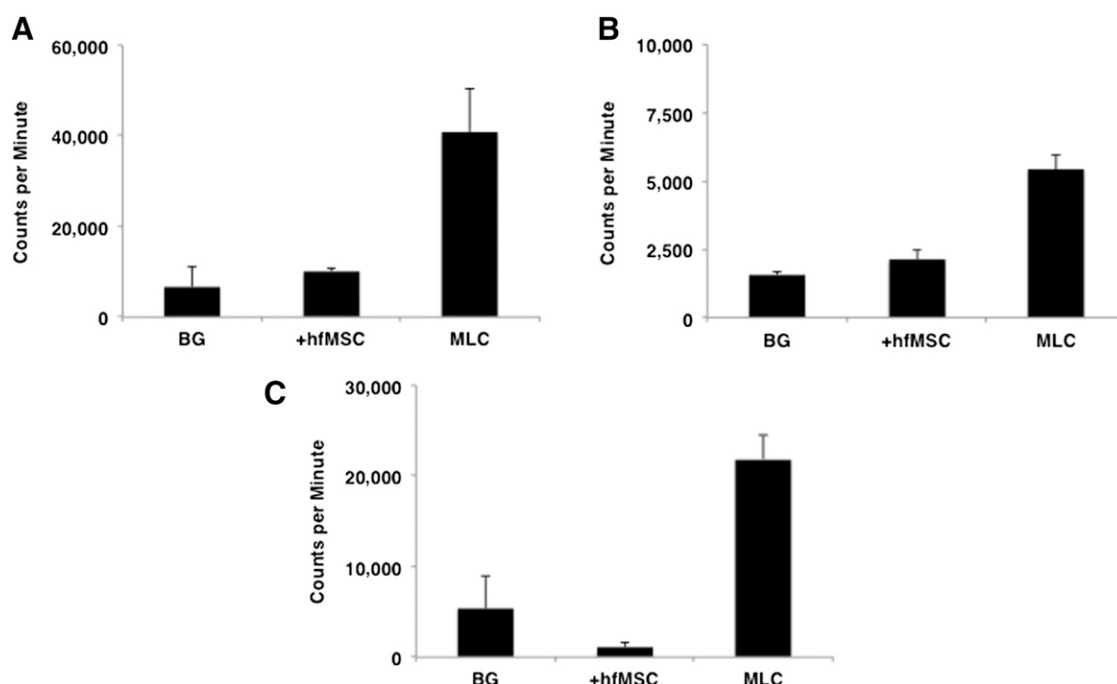 A
Counts per Minute
60,000
40,000
20,000
0
BG +hfMSC MLC
B
Counts per Minute
10,000
7,500
5,000
2,500
0
BG +hfMSC MLC
C
Counts per Minute
30,000
20,000
10,000
0
BG +hfMSC MLC